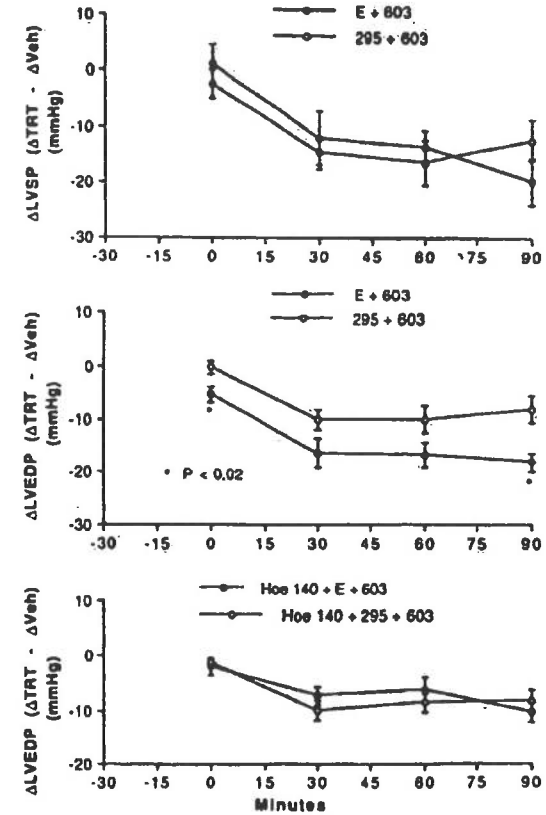 E + 603
295 + 603
ΔLVSP (ΔTRT - ΔVeh)
(mmHg)
10
0
-10
-20
-30
-30 -15 0 15 30 45 60 75 90
E + 603
295 + 603
ΔLVEDP (ΔTRT - ΔVeh)
(mmHg)
10
0
-10
-20
-30
* P < 0.02
*
*
-30 -15 0 15 30 45 60 75 90
Hoe 140 + E + 603
Hoe 140 + 295 + 603
ΔLVEDP (ΔTRT - ΔVeh)
(mmHg)
10
0
-10
-20
-30 -15 0 15 30 45 60 75 90
Minutes